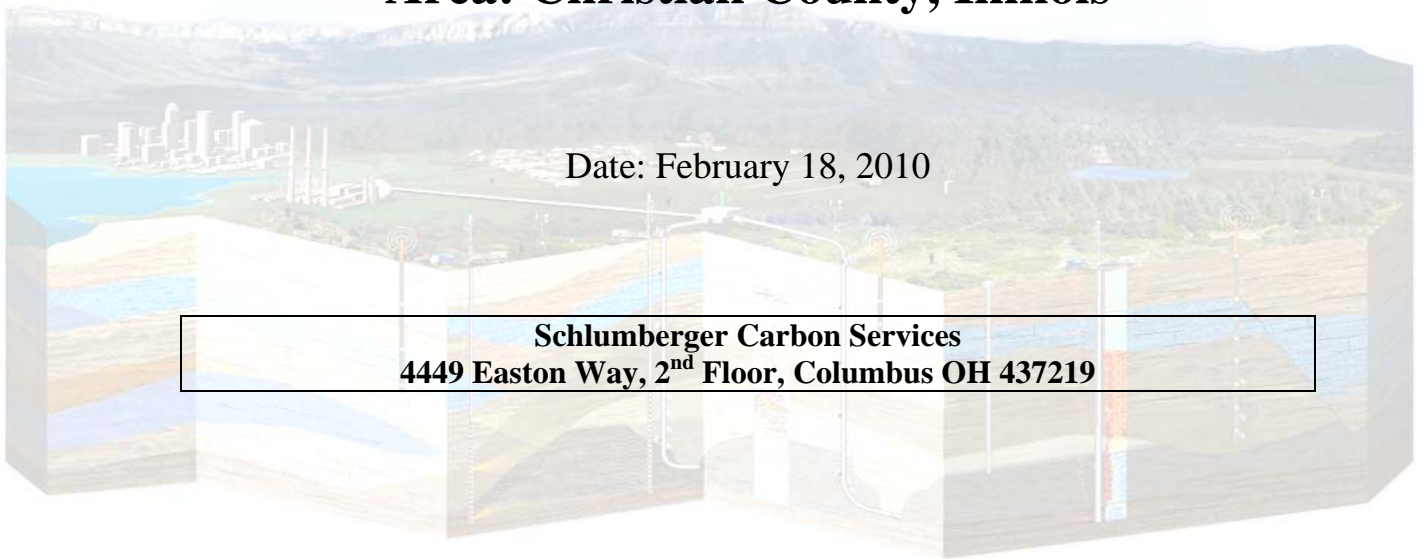 Area: Christian County, Illinois
Date: February 18, 2010
Schlumberger Carbon Services
4449 Easton Way, 2nd Floor, Columbus OH 437219